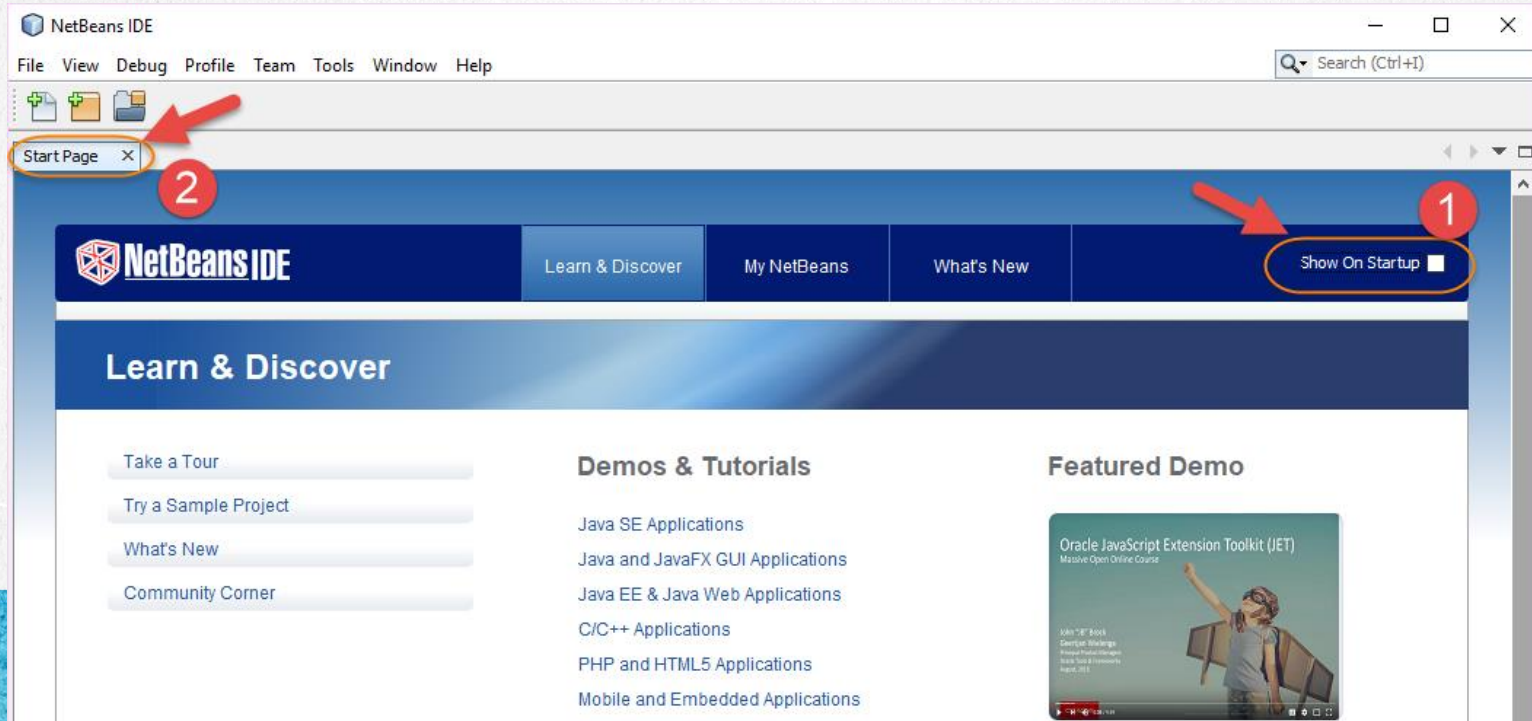 NetBeans IDE
File View Debug Profile Team Tools Window Help
Search (Ctrl+I)
Start Page
2
1
NetBeans IDE
Learn & Discover
My NetBeans
What's New
Show On Startup
Learn & Discover
Take a Tour
Try a Sample Project
What's New
Community Corner
Demos & Tutorials
Java SE Applications
Java and JavaFX GUI Applications
Java EE & Java Web Applications
C/C++ Applications
PHP and HTML5 Applications
Mobile and Embedded Applications
Featured Demo
Oracle JavaScript Extension Toolkit (JET)
Massive Open Online Course